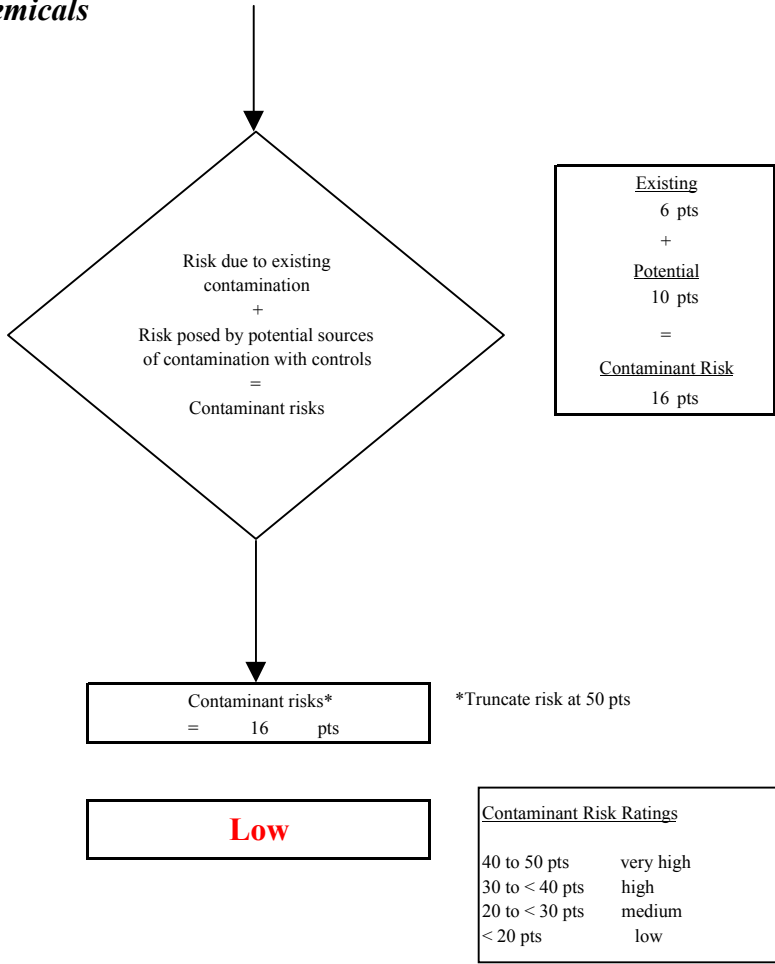 Risk due to existing
contamination
+
Risk posed by potential sources
of contamination with controls
=
Contaminant risks
Existing
6 pts
+
Potential
10 pts
=
Contaminant Risk
16 pts
Contaminant risks*
= 16 pts
*Truncate risk at 50 pts
Low
Contaminant Risk Ratings
40 to 50 pts very high
30 to < 40 pts high
20 to < 30 pts medium
< 20 pts low